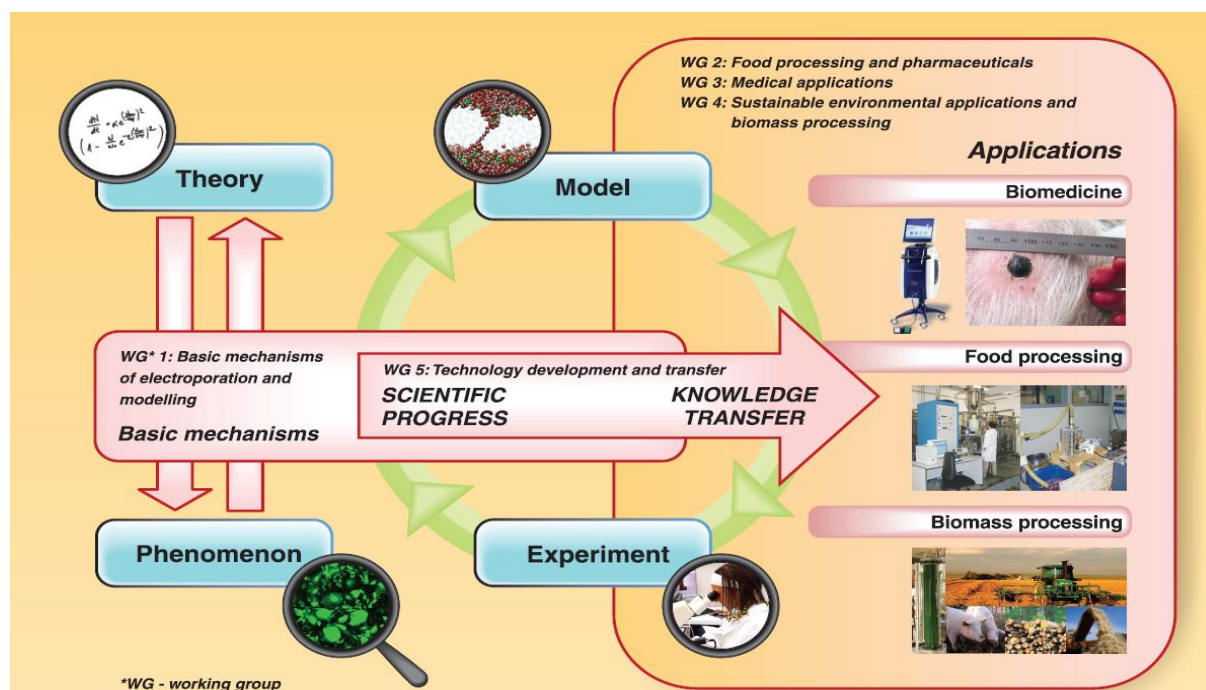 WG 2: Food processing and pharmaceuticals
WG 3: Medical applications
WG 4: Sustainable environmental applications and
biomass processing
Applications
Theory
Model
Biomedicine
WG* 1: Basic mechanisms
of electroporation and
modelling
Basic mechanisms
WG 5: Technology development and transfer
SCIENTIFIC
PROGRESS
KNOWLEDGE
TRANSFER
Food processing
Phenomenon
Experiment
Biomass processing
*WG - working group